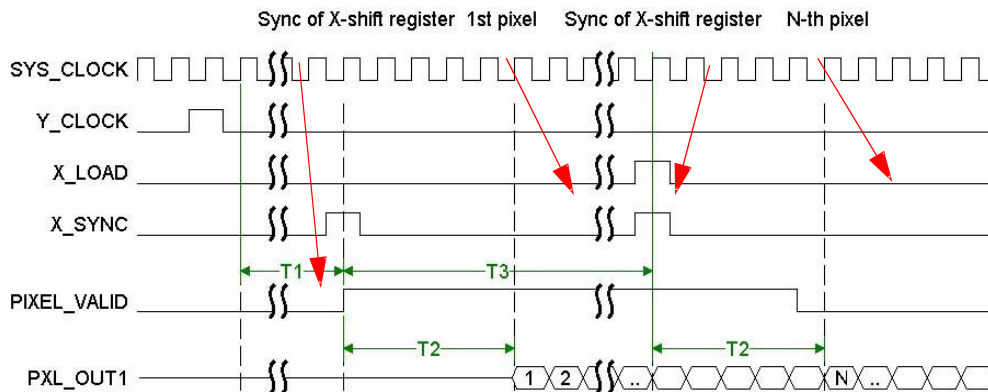 Sync of X-shift register 1st pixel Sync of X-shift register N-th pixel
SYS_CLOCK
Y_CLOCK
X_LOAD
X_SYNC
T1 T3
PIXEL_VALID
T2 T2
PXL_OUT1 1 2 .. N ..